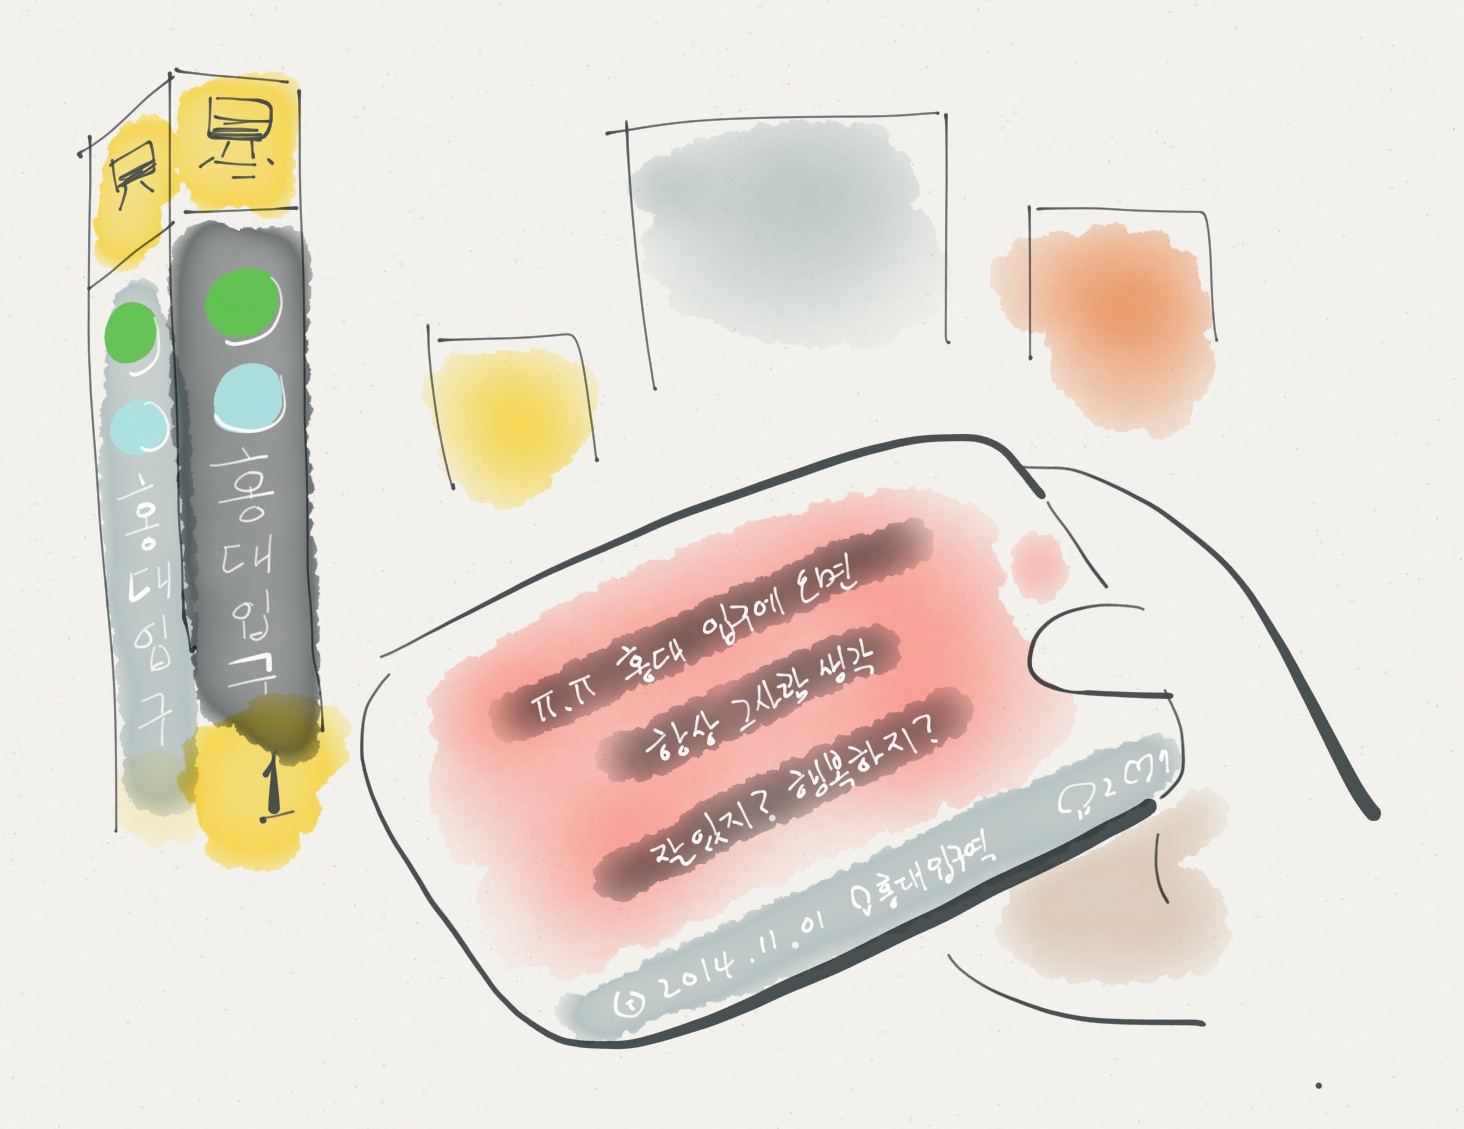 홍대입구
홍대입구
1
ㅠ.ㅠ 홍대 입구에 오면
항상 그사람 생각
잘있지? 행복하지?
2014.11.01 홍대입구역
2 1